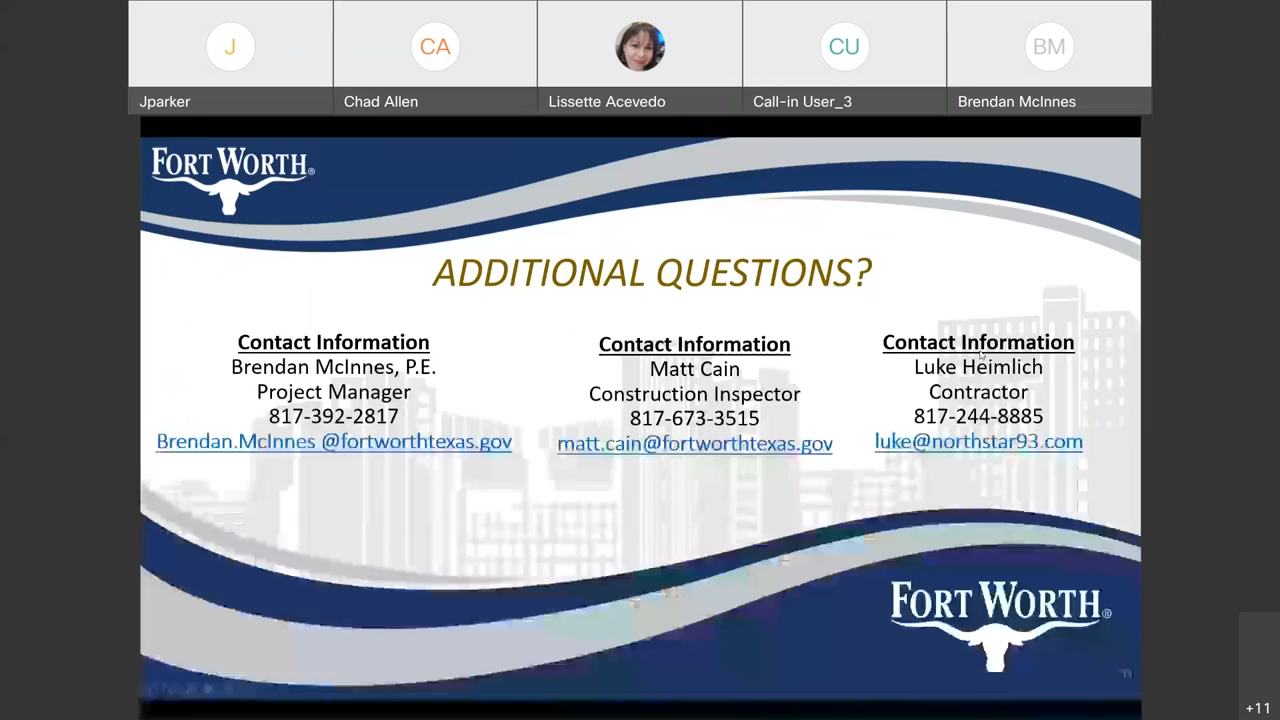 J
CA
CU
BM
Jparker
Chad Allen
Lissette Acevedo
Call-in User_3
Brendan McInnes
FORT WORTH®
ADDITIONAL QUESTIONS?
Contact Information
Brendan McInnes, P.E.
Project Manager
817-392-2817
Brendan.McInnes @fortworthtexas.gov
Contact Information
Matt Cain
Construction Inspector
817-673-3515
matt.cain@fortworthtexas.gov
Contact Information
Luke Heimlich
Contractor
817-244-8885
luke@northstar93.com
FORT WORTH®
+11